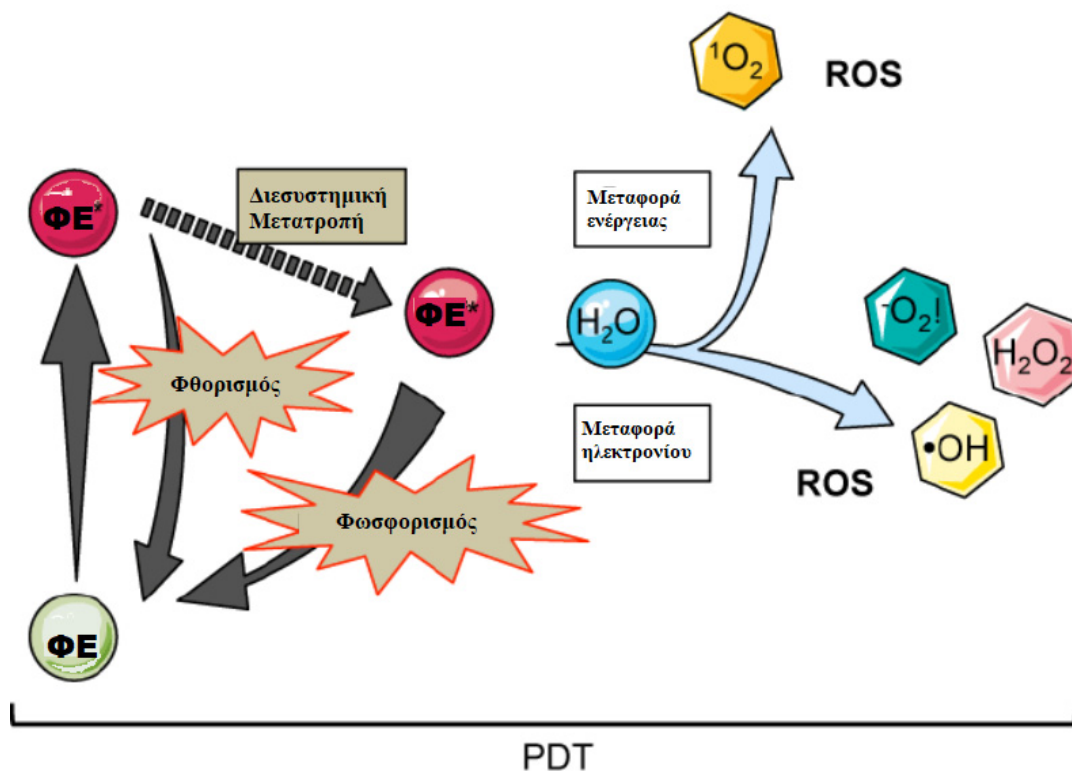 ¹O₂
ROS
ΦΕ*
Διεσυστημική
Μετατροπή
Μεταφορά
ενέργειας
ΦΕ*
H₂O
⁻O₂!
H₂O₂
Φθορισμός
Μεταφορά
ηλεκτρονίου
•OH
ROS
Φωσφορισμός
ΦΕ
PDT